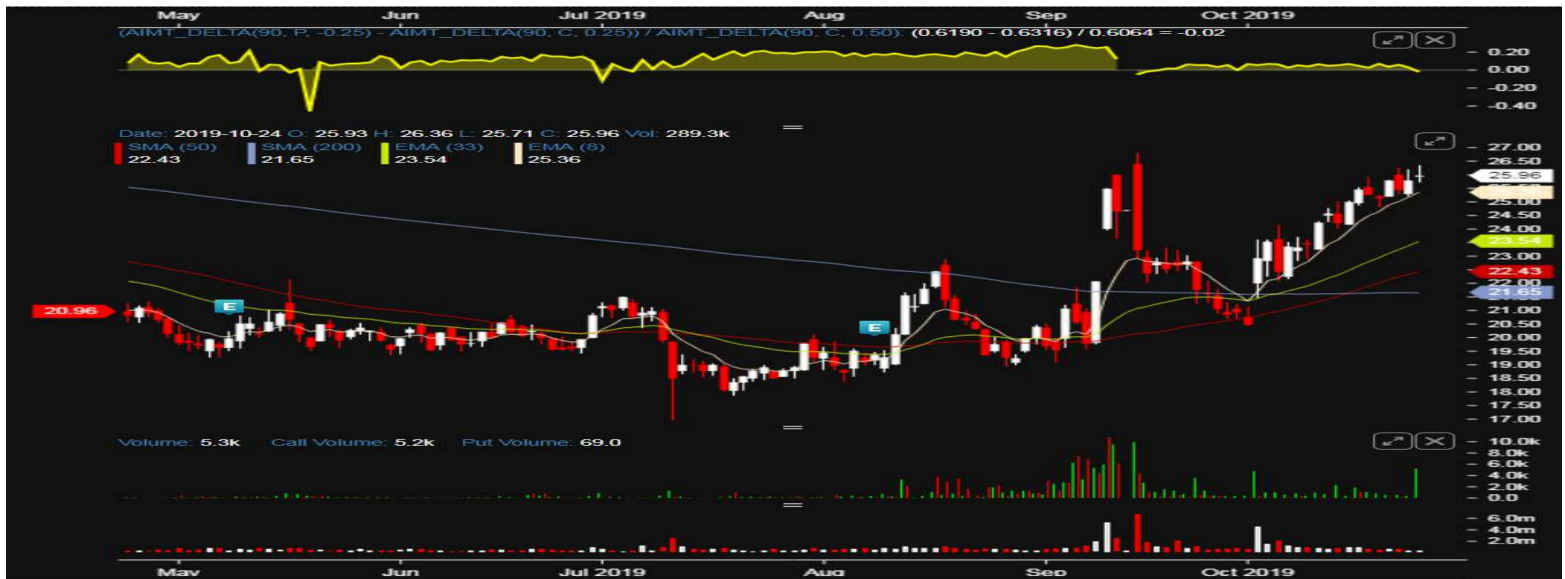 May Jun Jul 2019 Aug Sep Oct 2019
(AIMT_DELTA(90, P, -0.25) - AIMT_DELTA(90, C, 0.25)) / AIMT_DELTA(90, C, 0.50): (0.6190 - 0.6316) / 0.6064 = -0.02
0.20
0.00
-0.20
-0.40
Date: 2019-10-24 O: 25.93 H: 26.36 L: 25.71 C: 25.96 Vol: 289.3k
SMA (50) SMA (200) EMA (33) EMA (8)
22.43 21.65 23.54 25.36
27.00
26.50
25.96
25.00
24.50
24.00
23.54
23.00
22.43
22.00
21.65
21.00
20.50
20.00
19.50
19.00
18.50
18.00
17.50
17.00
20.96
E
E
Volume: 5.3k Call Volume: 5.2k Put Volume: 69.0
10.0k
8.0k
6.0k
4.0k
2.0k
0.0
6.0m
4.0m
2.0m
May Jun Jul 2019 Aug Sep Oct 2019